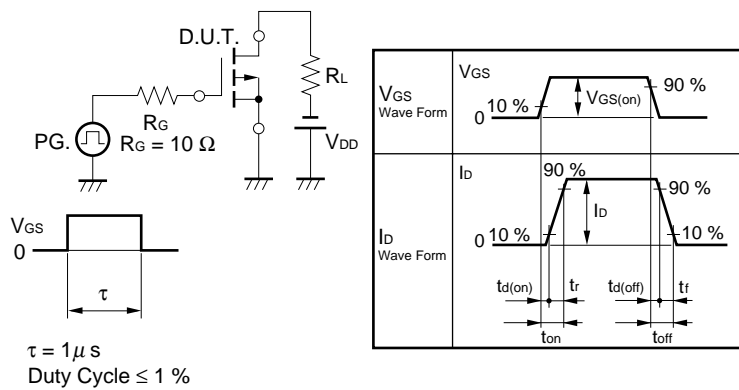 D.U.T.
RL
RG
PG.
RG = 10 Ω
VDD
VGS
0
τ
τ = 1μ s
Duty Cycle ≤ 1 %
VGS
Wave Form
VGS
10 %
0
VGS(on)
90 %
ID
Wave Form
ID
90 %
90 %
ID
0
10 %
10 %
td(on)
tr
td(off)
tf
ton
toff